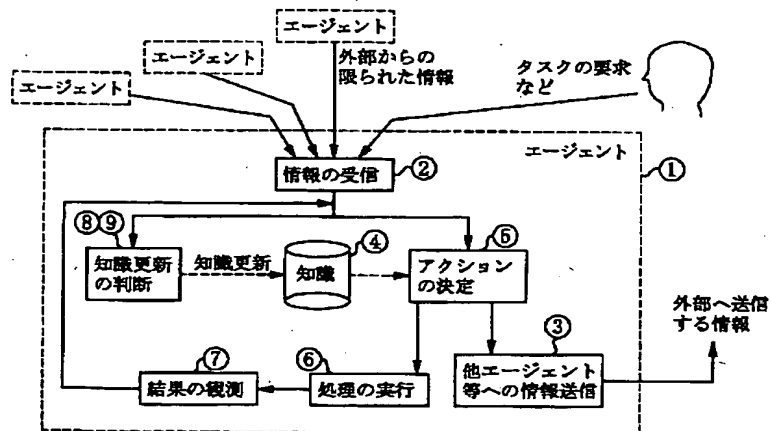 エージェント
エージェント
エージェント
外部からの
限られた情報
タスクの要求
など
エージェント
①
情報の受信
②
⑧⑨
知識更新
の判断
知識更新
知識
④
アクション
の決定
⑤
外部へ送信
する情報
結果の観測
⑦
処理の実行
⑥
他エージェント
等への情報送信
③